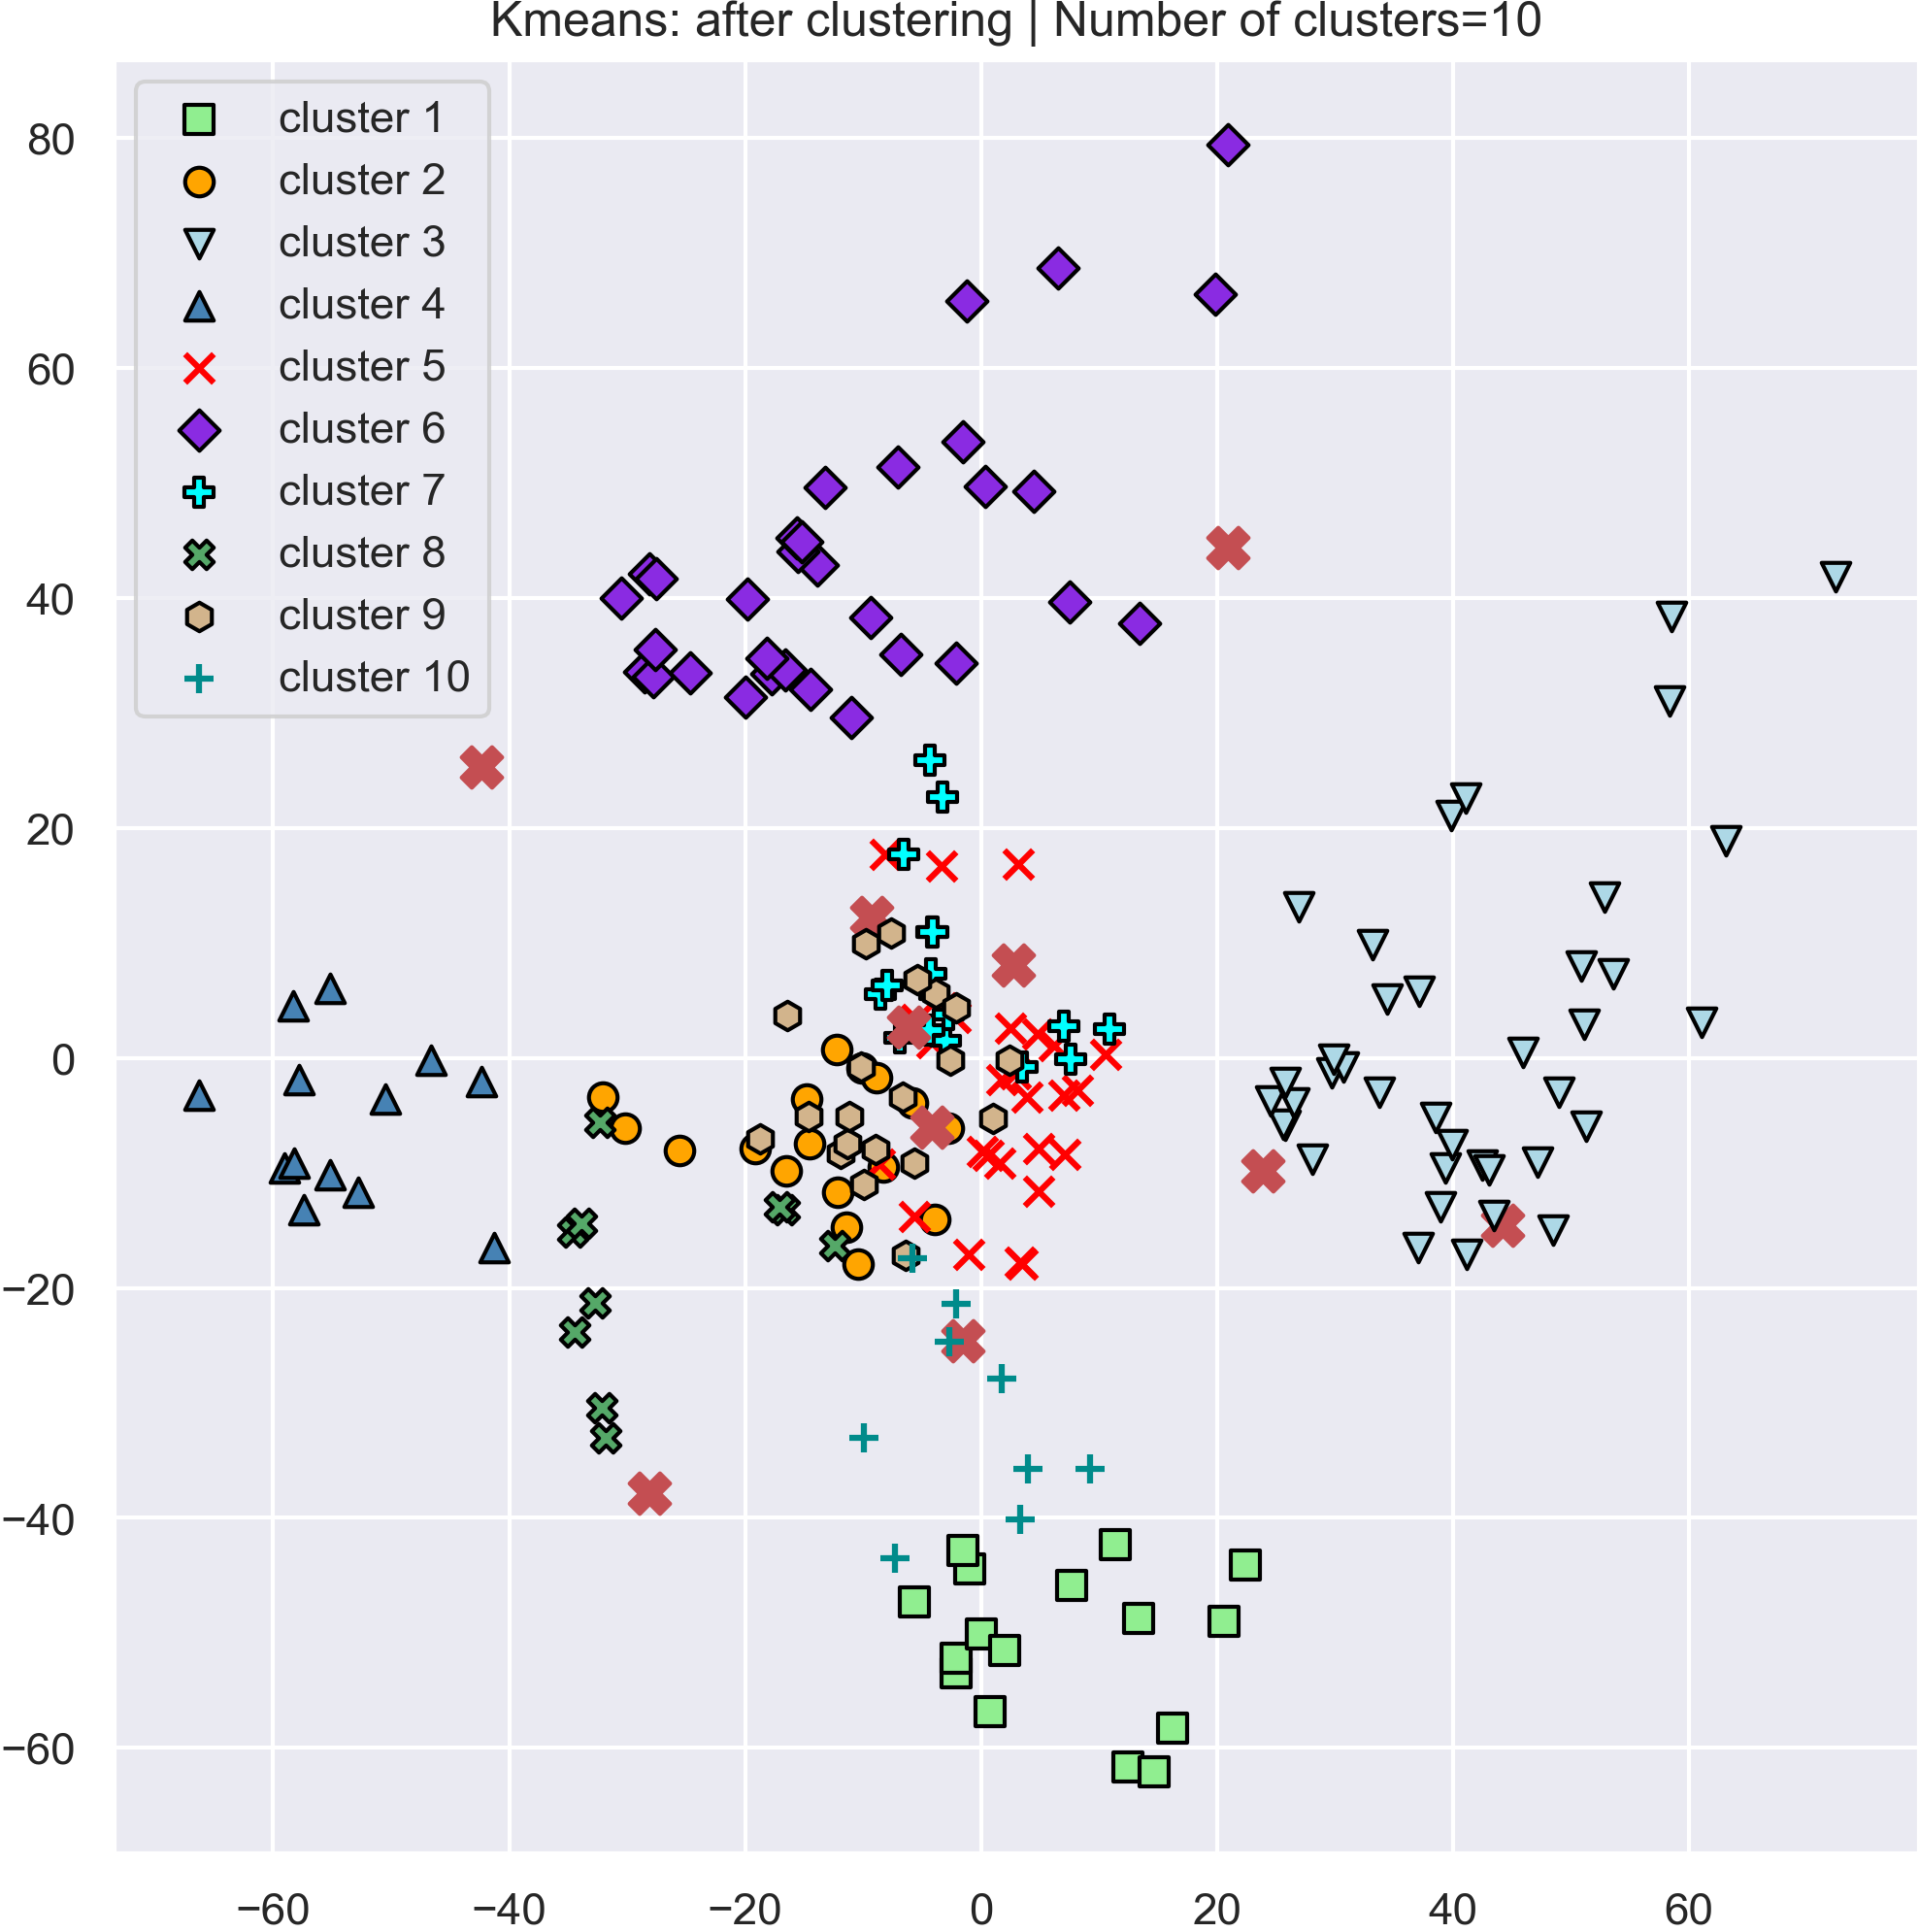 Kmeans: after clustering | Number of clusters=10
cluster 1
cluster 2
cluster 3
cluster 4
cluster 5
cluster 6
cluster 7
cluster 8
cluster 9
cluster 10
80
60
40
20
0
−20
−40
−60
−60 −40 −20 0 20 40 60